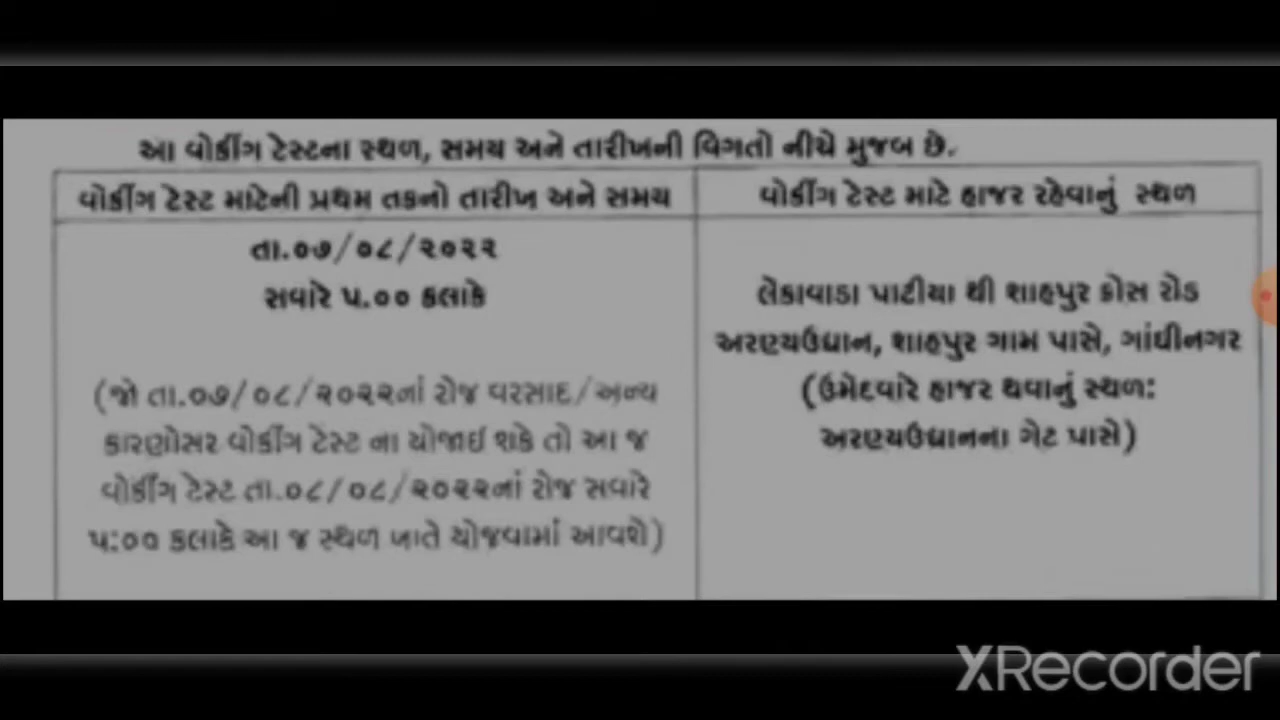 આ વોર્કીંગ ટેસ્ટના સ્થળ, સમય અને તારીખની વિગતો નીચે મુજબ છે.
વોર્કીંગ ટેસ્ટ માટેની પ્રથમ તકનો તારીખ અને સમય
તા.૦૭/૦૮/૨૦૨૨
સવારે ૫.૦૦ કલાકે
(જો તા.૦૭/૦૮/૨૦૨૨નાં રોજ વરસાદ/અન્ય
કારણોસર વોર્કીંગ ટેસ્ટ ના યોજાઈ શકે તો આ જ
વોર્કીંગ ટેસ્ટ તા.૦૮/૦૮/૨૦૨૨નાં રોજ સવારે
૫:૦૦ કલાકે આ જ સ્થળ ખાતે યોજવામાં આવશે)
વોર્કીંગ ટેસ્ટ માટે હાજર રહેવાનું સ્થળ
લેકાવાડા પાટીયા થી શાહપુર ક્રોસ રોડ
અરણ્યઉદ્યાન, શાહપુર ગામ પાસે, ગાંધીનગર
(ઉમેદવારે હાજર થવાનું સ્થળ:
અરણ્યઉદ્યાનના ગેટ પાસે)
XRecorder